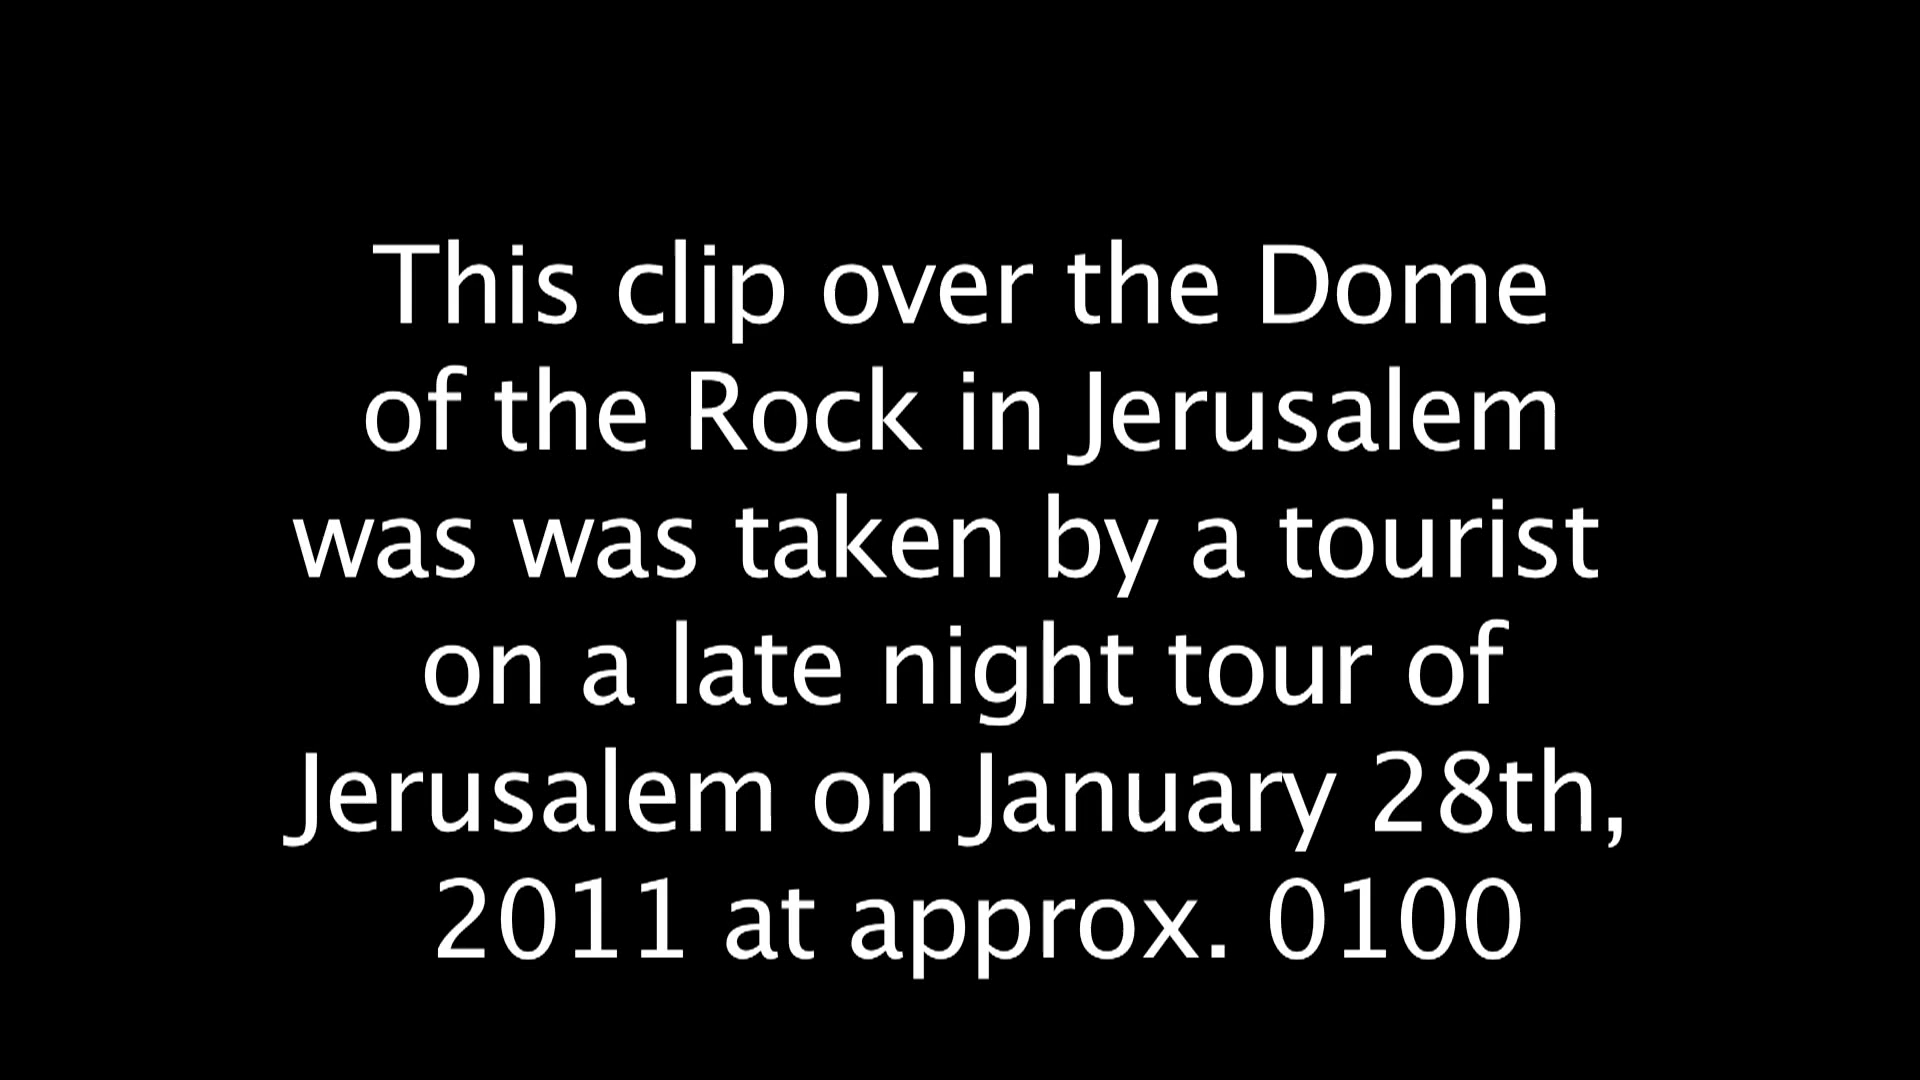 This clip over the Dome
of the Rock in Jerusalem
was was taken by a tourist
on a late night tour of
Jerusalem on January 28th,
2011 at approx. 0100